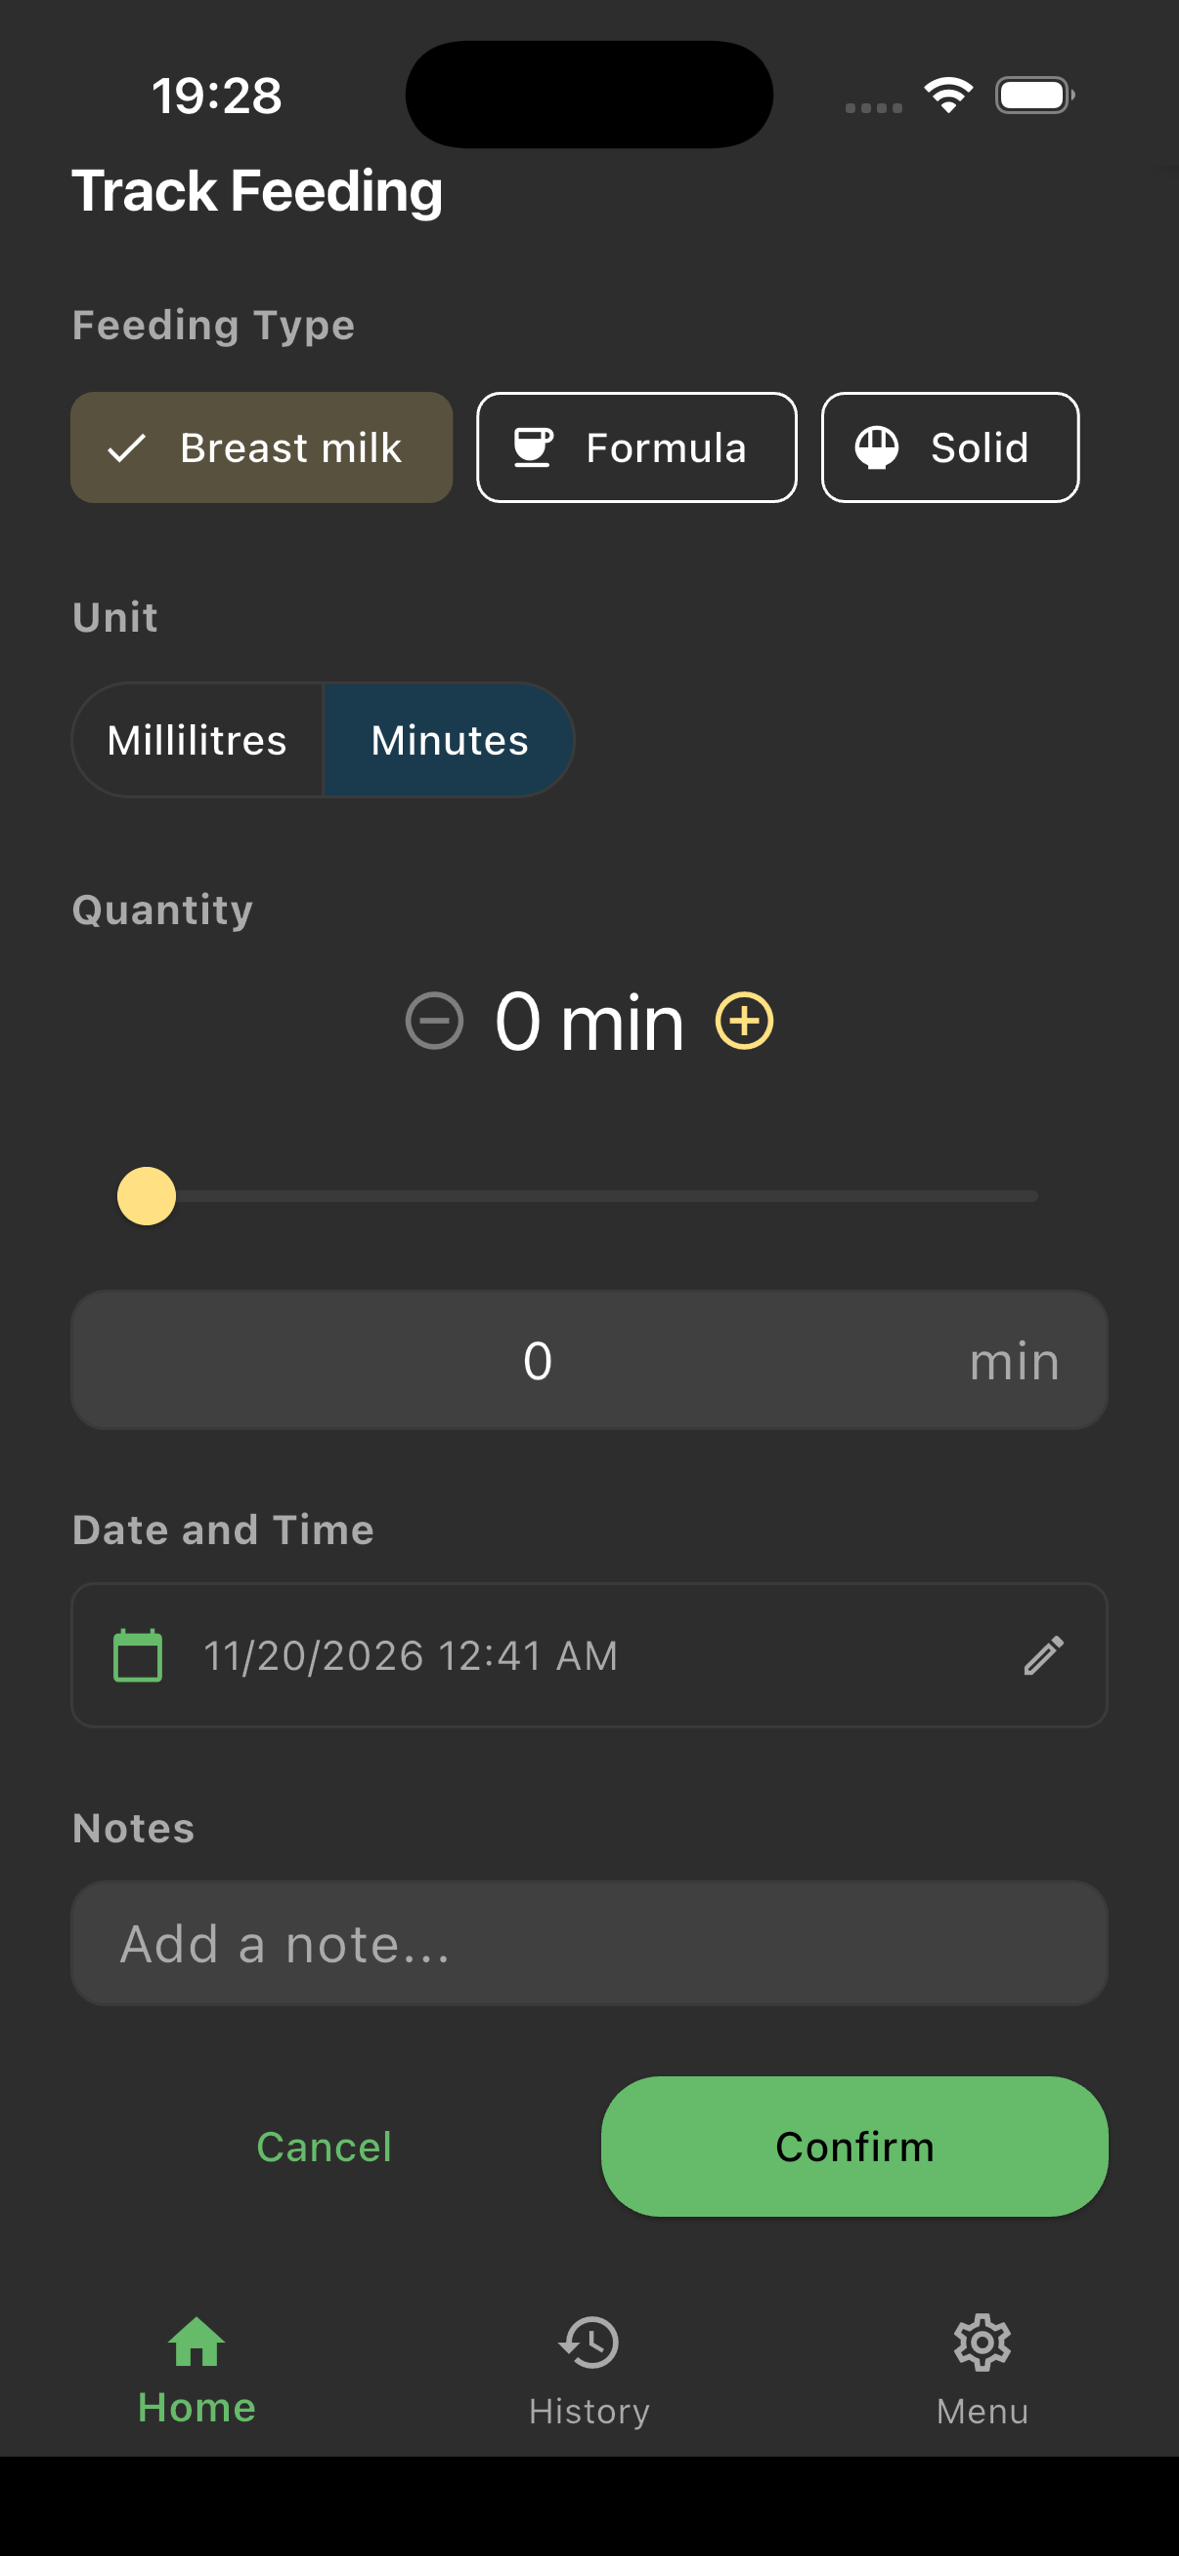 19:28
Track Feeding
Feeding Type
Breast milk
Formula
Solid
Unit
Millilitres
Minutes
Quantity
0 min
0
min
Date and Time
11/20/2026 12:41 AM
Notes
Add a note...
Cancel
Confirm
Home
History
Menu